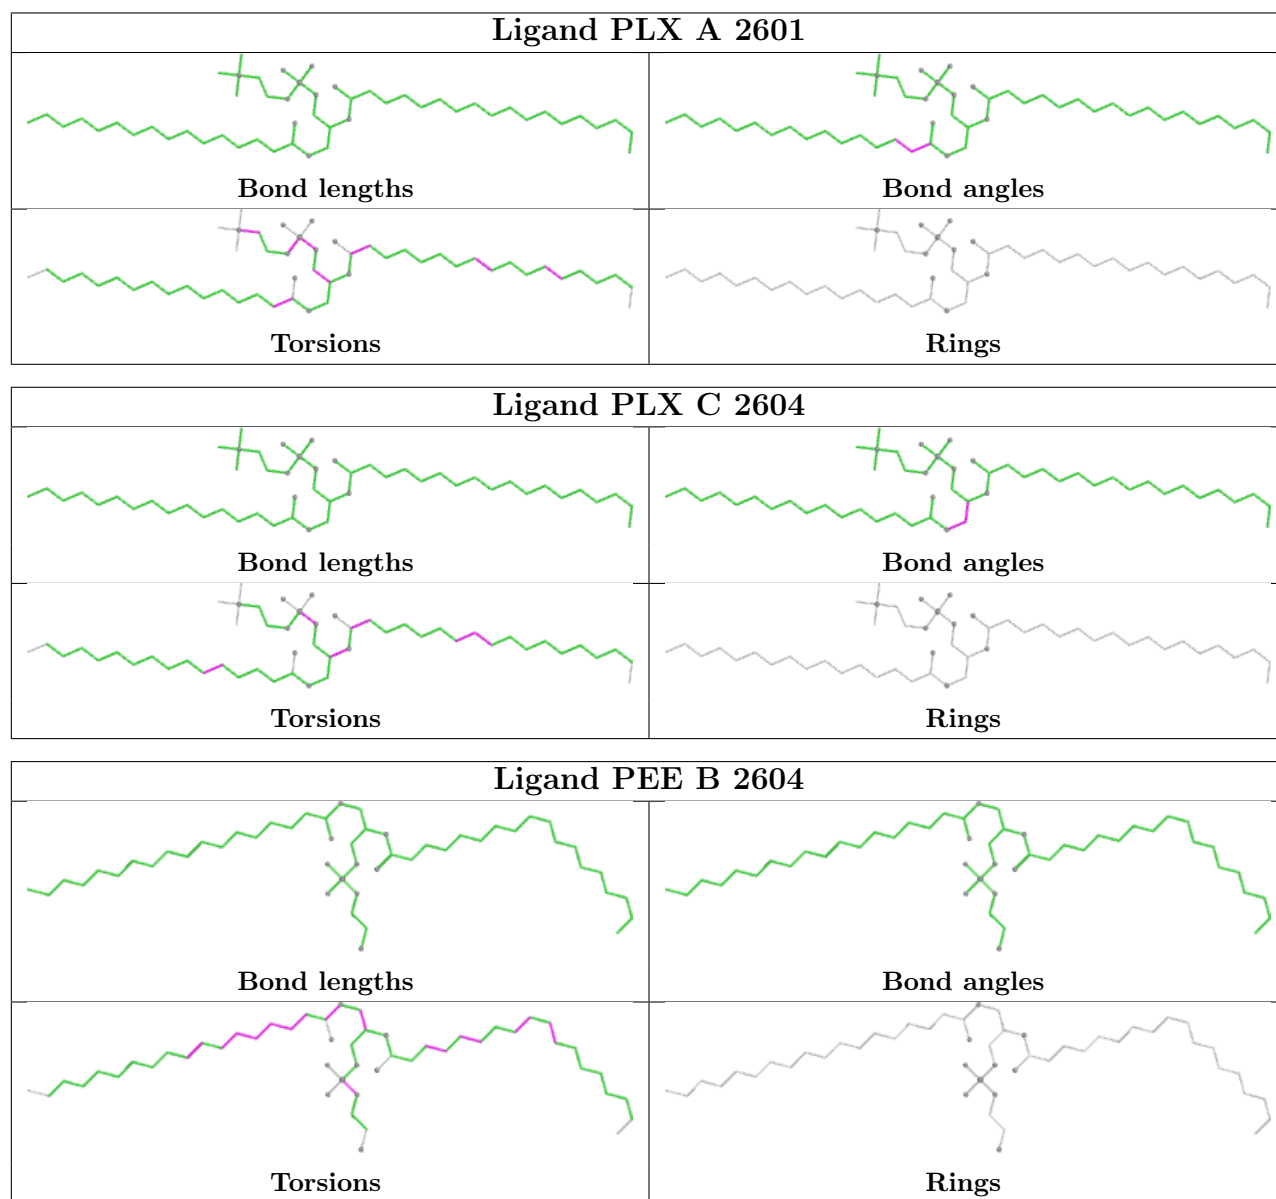 Ligand PLX A 2601
Bond lengths
Bond angles
Torsions
Rings
Ligand PLX C 2604
Bond lengths
Bond angles
Torsions
Rings
Ligand PEE B 2604
Bond lengths
Bond angles
Torsions
Rings